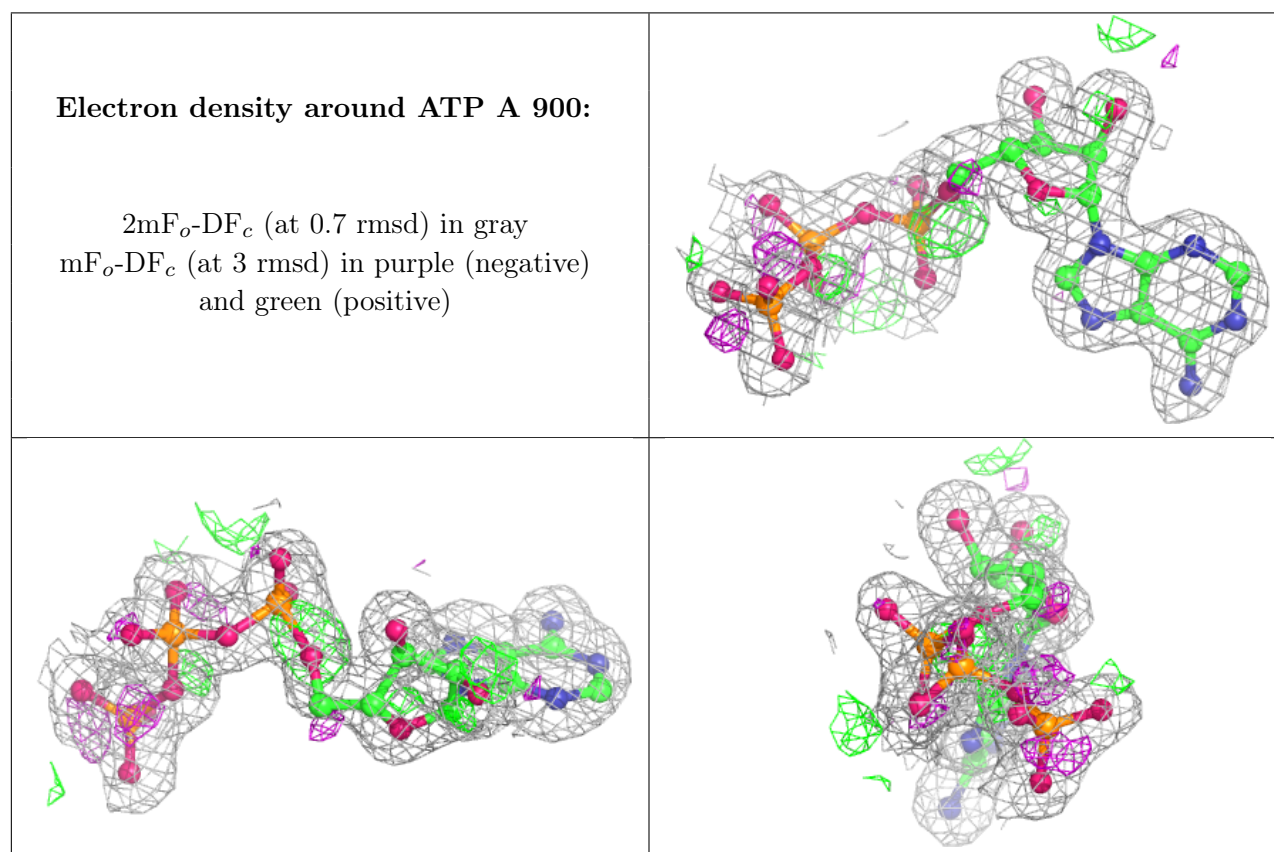 Electron density around ATP A 900:
2mFo-DFc (at 0.7 rmsd) in gray
mFo-DFc (at 3 rmsd) in purple (negative)
and green (positive)